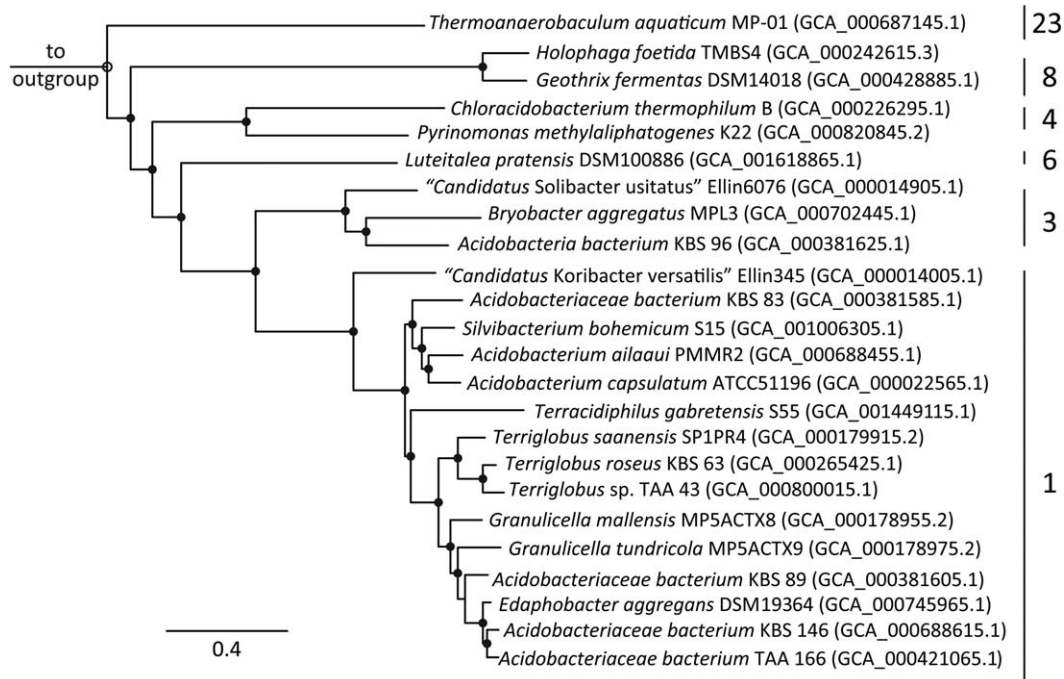 Thermoanaerobaculum aquaticum MP-01 (GCA_000687145.1)
23
to
outgroup
Holophaga foetida TMBS4 (GCA_000242615.3)
Geothrix fermentas DSM14018 (GCA_000428885.1)
8
Chloracidobacterium thermophilum B (GCA_000226295.1)
Pyrinomonas methylaliphatogenes K22 (GCA_000820845.2)
4
Luteitalea pratensis DSM100886 (GCA_001618865.1)
6
“Candidatus Solibacter usitatus” Ellin6076 (GCA_000014905.1)
Bryobacter aggregatus MPL3 (GCA_000702445.1)
Acidobacteria bacterium KBS 96 (GCA_000381625.1)
3
“Candidatus Koribacter versatilis” Ellin345 (GCA_000014005.1)
Acidobacteriaceae bacterium KBS 83 (GCA_000381585.1)
Silvibacterium bohemicum S15 (GCA_001006305.1)
Acidobacterium ailaaui PMMR2 (GCA_000688455.1)
Acidobacterium capsulatum ATCC51196 (GCA_000022565.1)
Terracidiphilus gabretensis S55 (GCA_001449115.1)
Terriglobus saanensis SP1PR4 (GCA_000179915.2)
Terriglobus roseus KBS 63 (GCA_000265425.1)
Terriglobus sp. TAA 43 (GCA_000800015.1)
1
Granulicella mallensis MP5ACTX8 (GCA_000178955.2)
Granulicella tundricola MP5ACTX9 (GCA_000178975.2)
Acidobacteriaceae bacterium KBS 89 (GCA_000381605.1)
Edaphobacter aggregans DSM19364 (GCA_000745965.1)
Acidobacteriaceae bacterium KBS 146 (GCA_000688615.1)
Acidobacteriaceae bacterium TAA 166 (GCA_000421065.1)
0.4